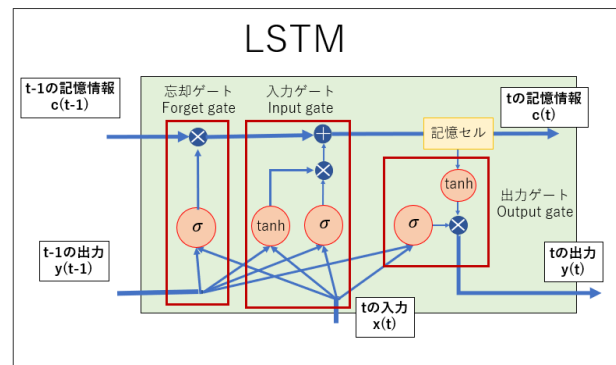 LSTM
t-1の記憶情報
c(t-1)
忘却ゲート
Forget gate
入力ゲート
Input gate
tの記憶情報
c(t)
記憶セル
tanh
出力ゲート
Output gate
σ
tanh
σ
σ
t-1の出力
y(t-1)
tの出力
y(t)
tの入力
x(t)